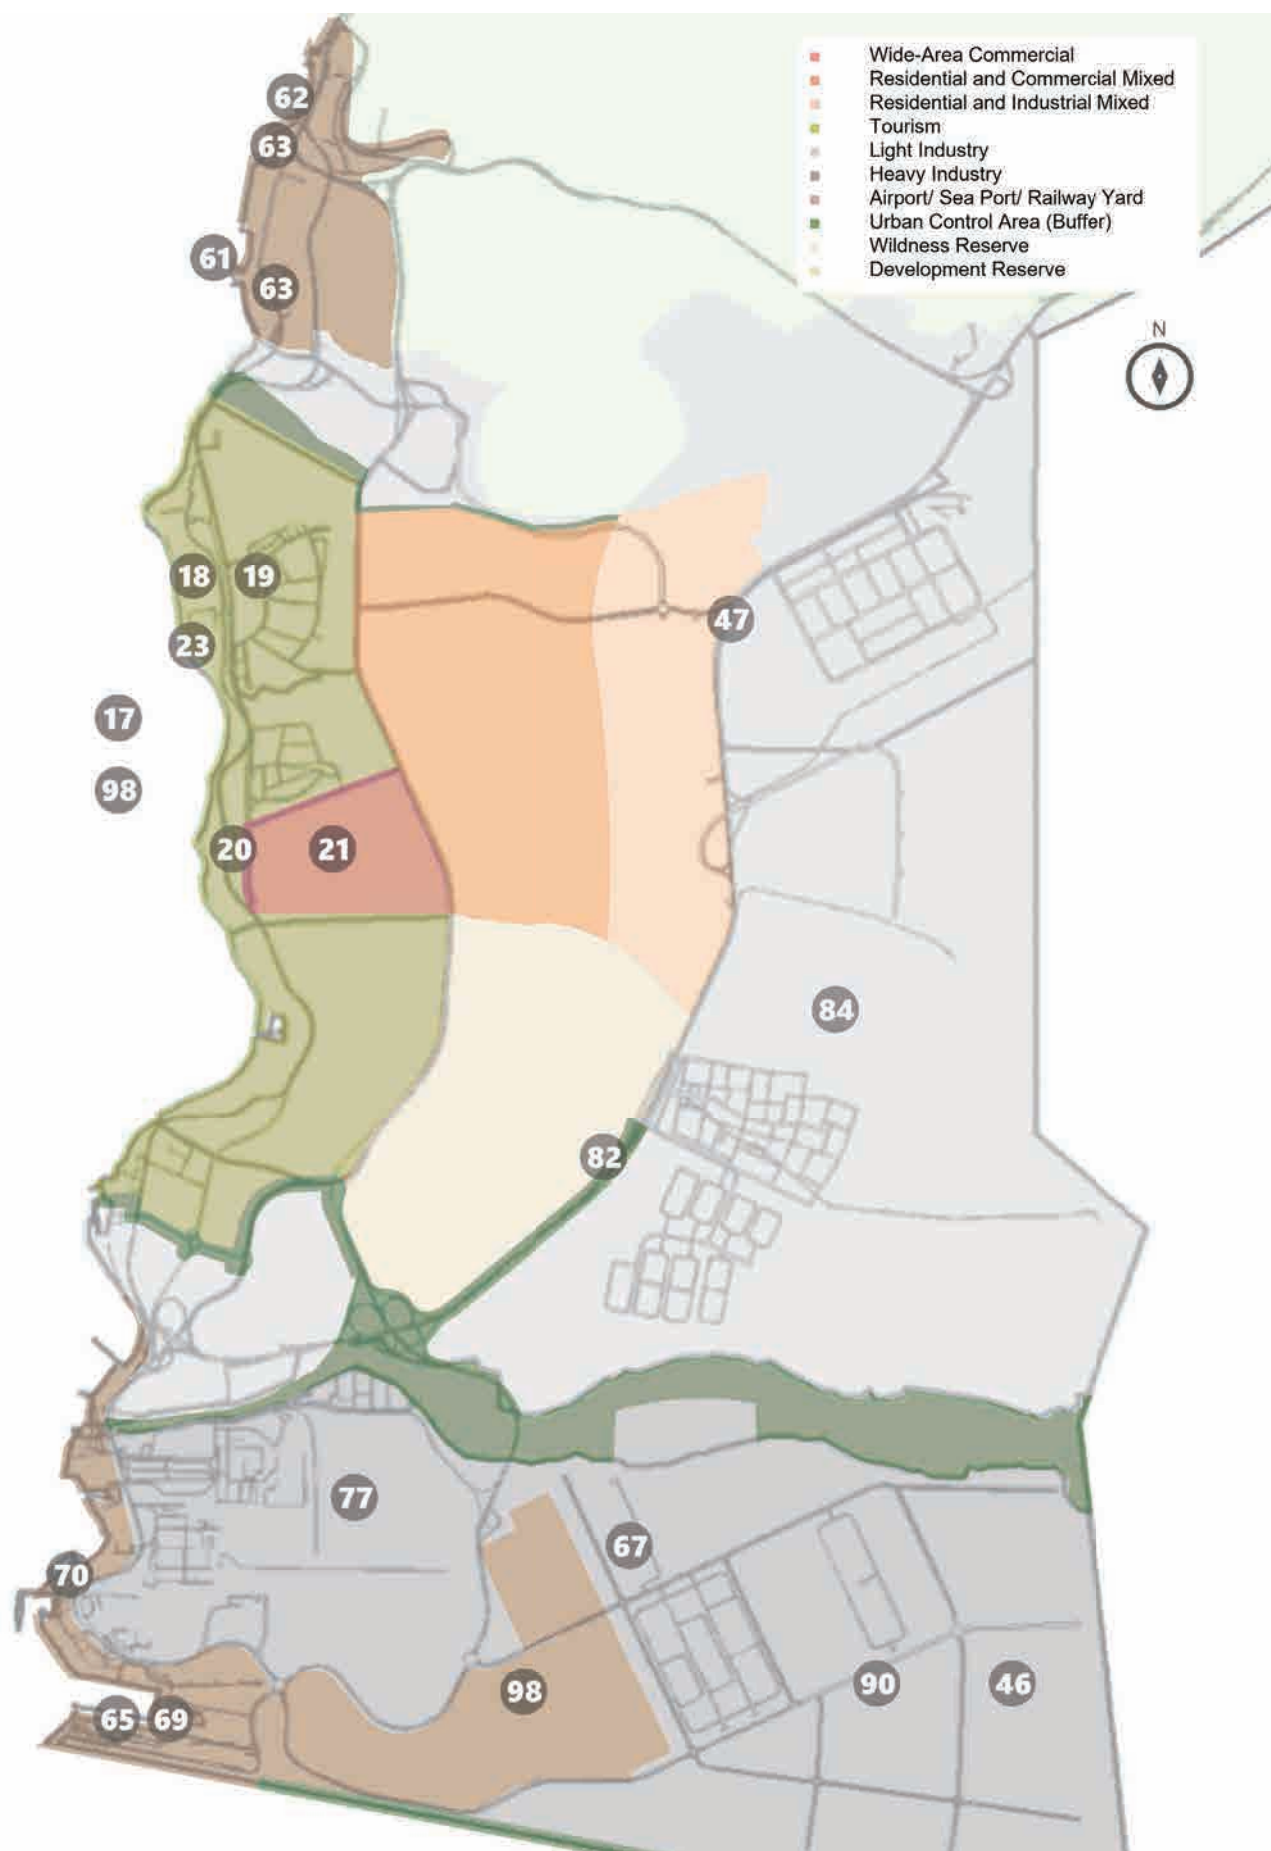 Wide-Area Commercial
Residential and Commercial Mixed
Residential and Industrial Mixed
Tourism
Light Industry
Heavy Industry
Airport/ Sea Port/ Railway Yard
Urban Control Area (Buffer)
Wildness Reserve
Development Reserve
N
62
63
61
63
18
19
47
23
17
98
20
21
84
82
77
67
70
98
90
46
65
69